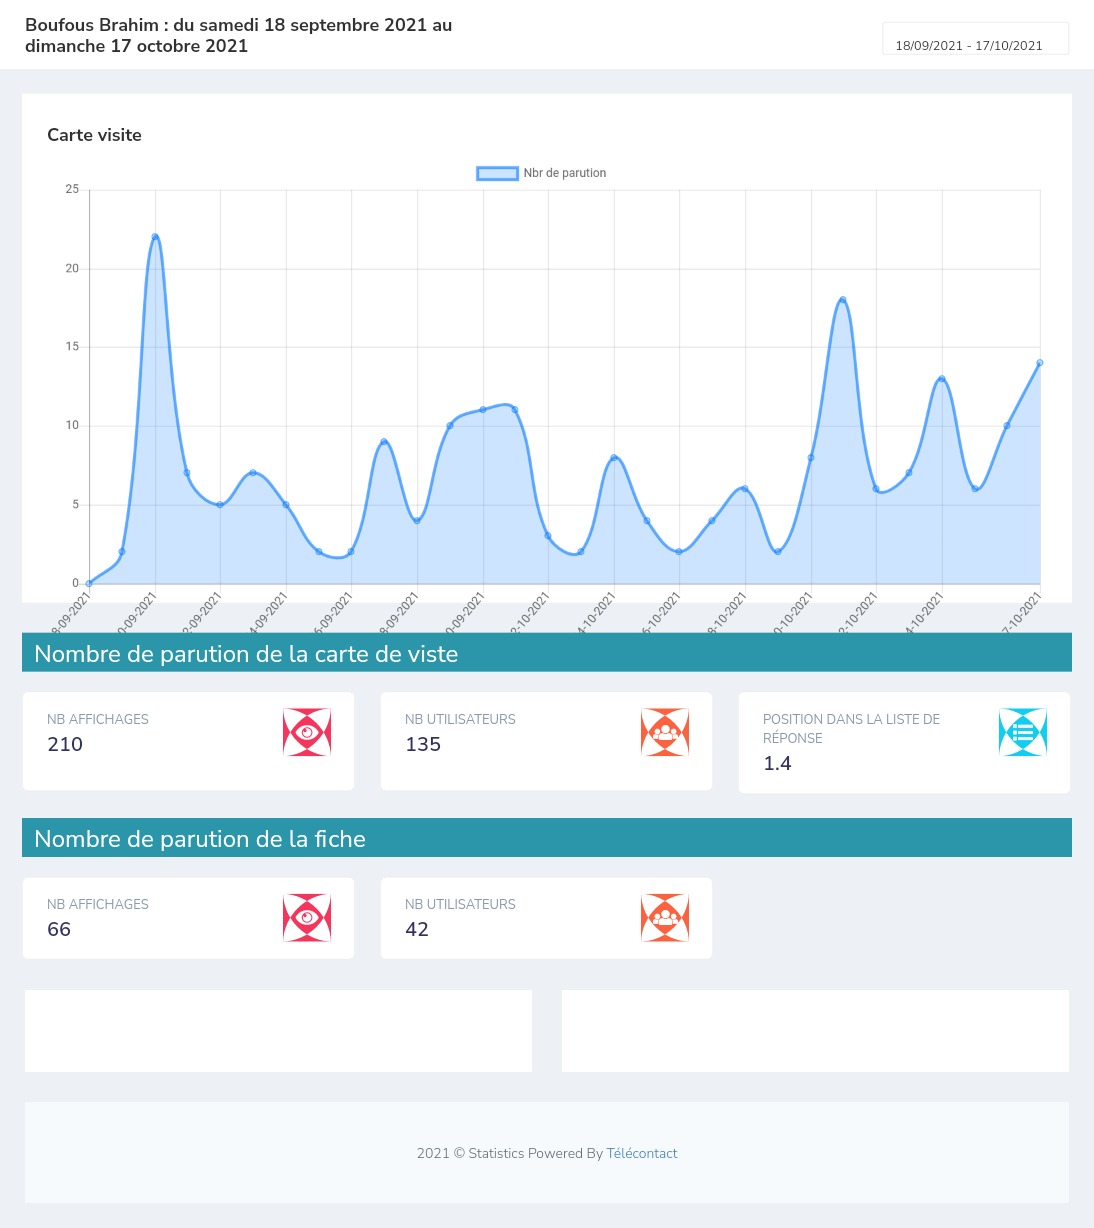 Boufous Brahim : du samedi 18 septembre 2021 au
dimanche 17 octobre 2021
18/09/2021 - 17/10/2021
Carte visite
Nbr de parution
25
20
15
10
5
0
8-09-2021
0-09-2021
2-09-2021
4-09-2021
6-09-2021
8-09-2021
0-09-2021
2-10-2021
4-10-2021
6-10-2021
8-10-2021
0-10-2021
2-10-2021
4-10-2021
7-10-2021
Nombre de parution de la carte de viste
NB AFFICHAGES
210
NB UTILISATEURS
135
POSITION DANS LA LISTE DE
RÉPONSE
1.4
Nombre de parution de la fiche
NB AFFICHAGES
66
NB UTILISATEURS
42
2021 © Statistics Powered By Télécontact